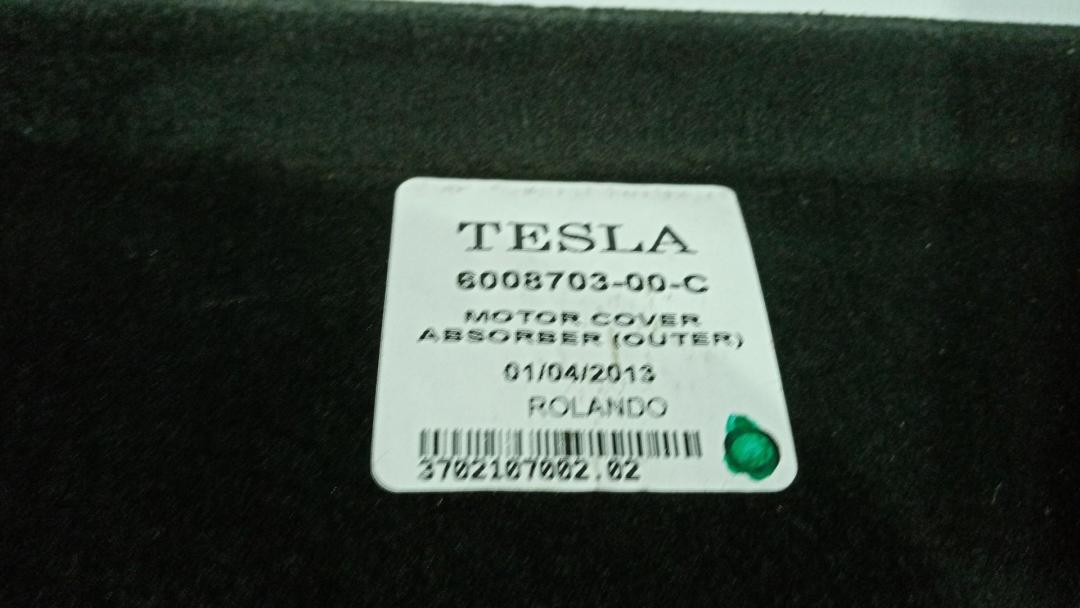 TESLA
6008703-00-C
MOTOR COVER
ABSORBER (OUTER)
01/04/2013
ROLANDO
3702107002.02